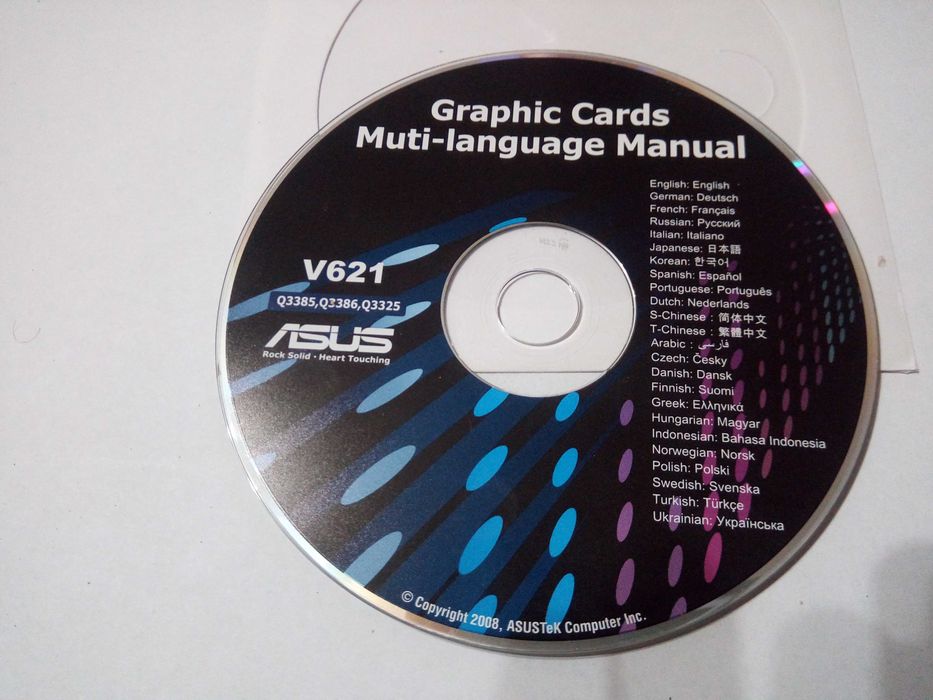 Graphic Cards
Muti-language Manual
V621
Q3385,Q3386,Q3325
ASUS
Rock Solid · Heart Touching
English: English
German: Deutsch
French: Français
Russian: Русский
Italian: Italiano
Japanese: 日本語
Korean: 한국어
Spanish: Español
Portuguese: Português
Dutch: Nederlands
S-Chinese : 简体中文
T-Chinese : 繁體中文
Arabic : فارسی
Czech: Česky
Danish: Dansk
Finnish: Suomi
Greek: Ελληνικά
Hungarian: Magyar
Indonesian: Bahasa Indonesia
Norwegian: Norsk
Polish: Polski
Swedish: Svenska
Turkish: Türkçe
Ukrainian: Українська
© Copyright 2008, ASUSTeK Computer Inc.